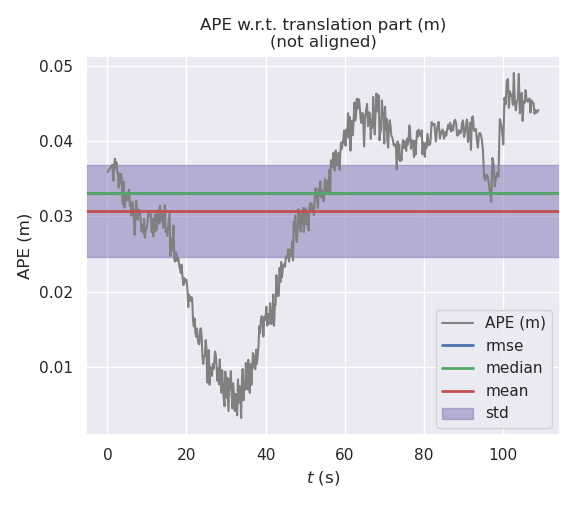 APE w.r.t. translation part (m)
(not aligned)
0.05
0.04
0.03
0.02
0.01
APE (m)
0
20
40
60
80
100
t (s)
APE (m)
rmse
median
mean
std